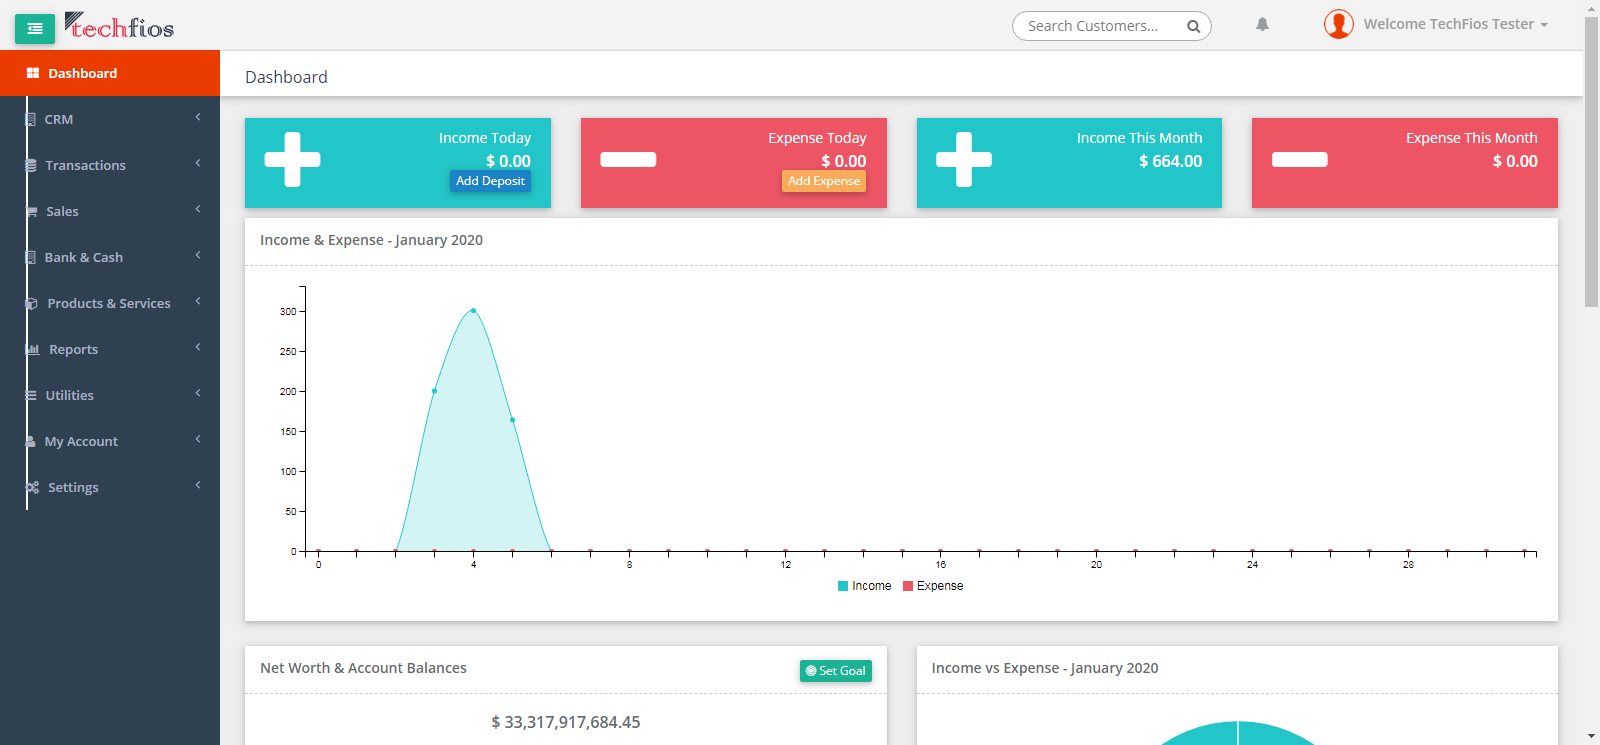 techfios
Search Customers...
Welcome TechFios Tester
Dashboard
CRM
Transactions
Sales
Bank & Cash
Products & Services
Reports
Utilities
My Account
Settings
Dashboard
Income Today
$ 0.00
Add Deposit
Expense Today
$ 0.00
Add Expense
Income This Month
$ 664.00
Expense This Month
$ 0.00
Income & Expense - January 2020
300
250
200
150
100
50
0
0 4 8 12 16 20 24 28
Income Expense
Net Worth & Account Balances
Set Goal
$ 33,317,917,684.45
Income vs Expense - January 2020